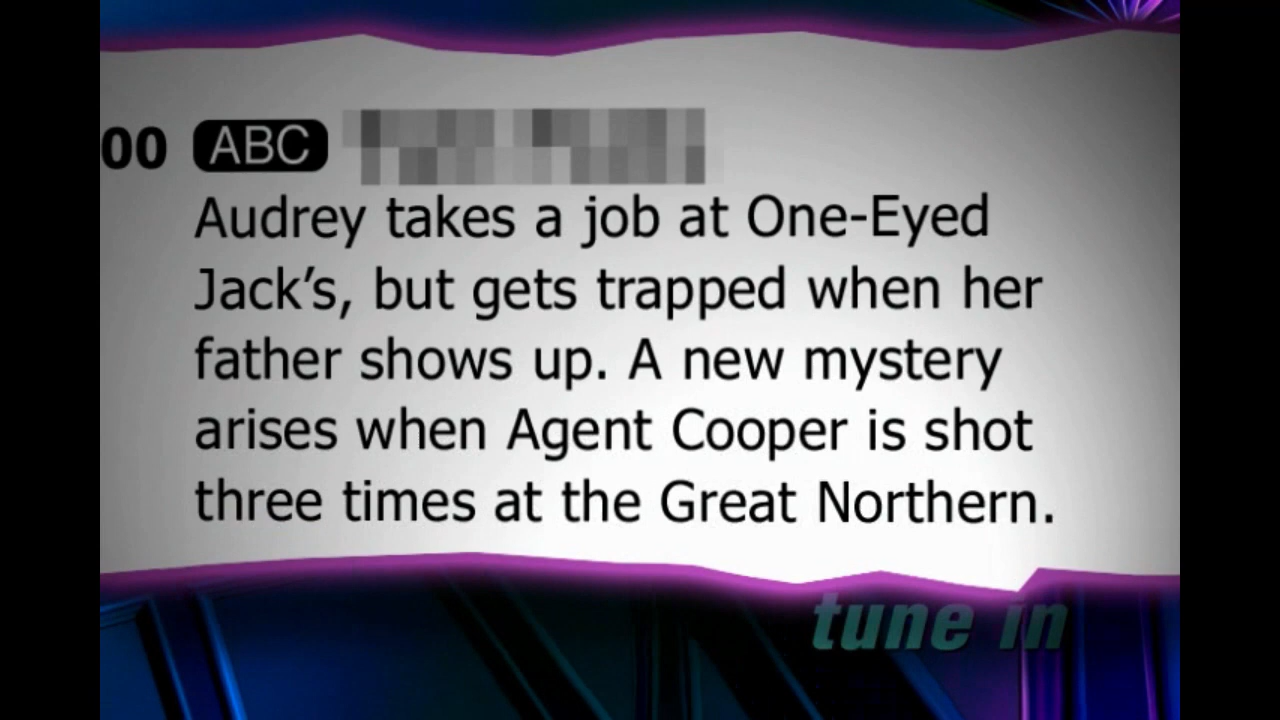 00 ABC
Audrey takes a job at One-Eyed
Jack's, but gets trapped when her
father shows up. A new mystery
arises when Agent Cooper is shot
three times at the Great Northern.
tune in